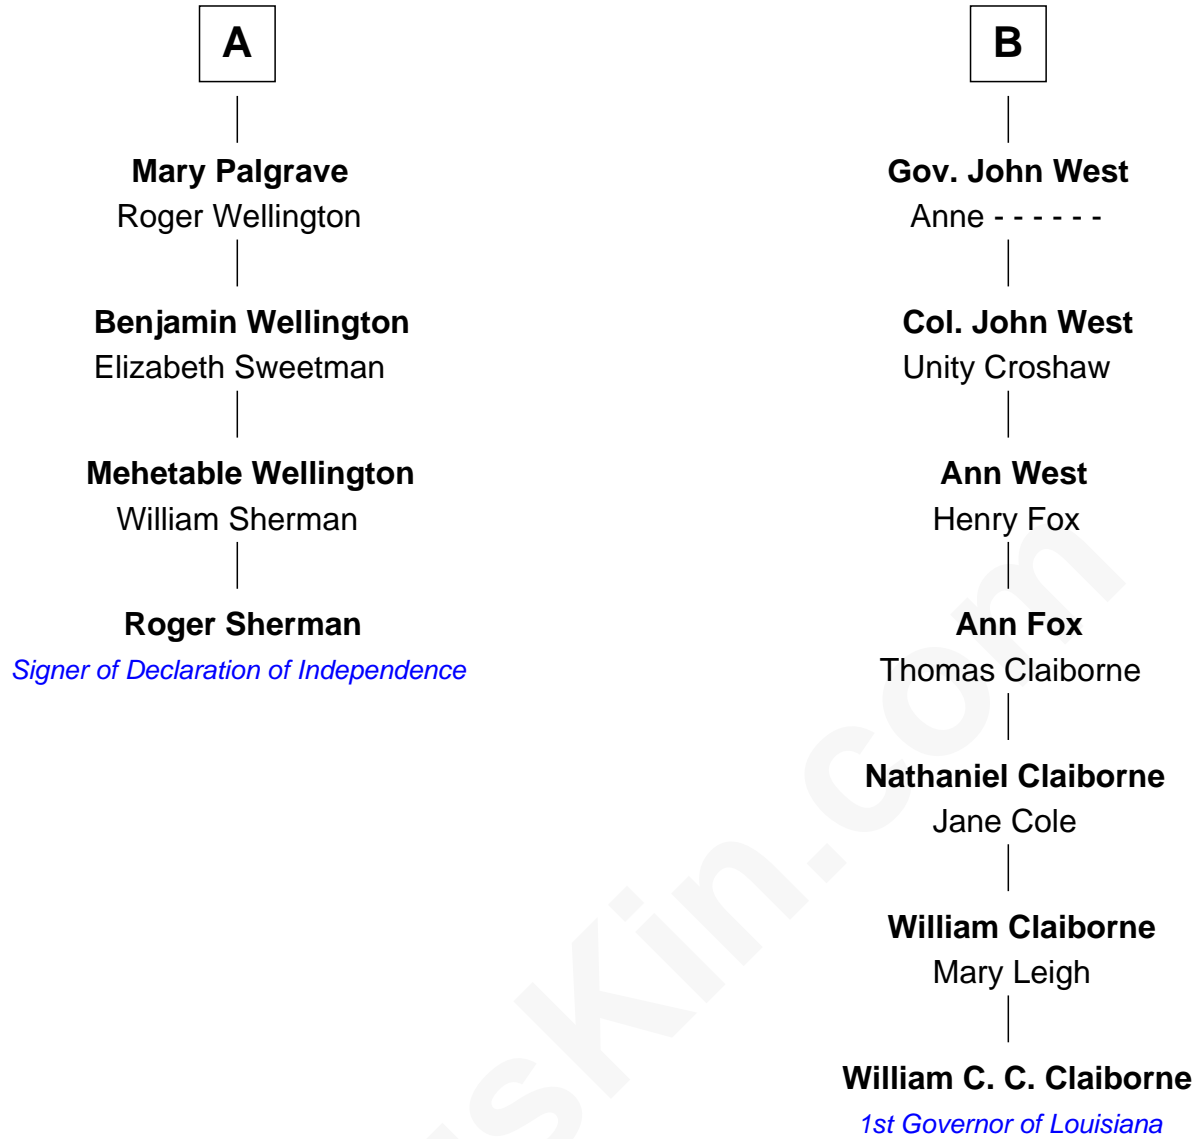 A
Mary Palgrave
Roger Wellington
Benjamin Wellington
Elizabeth Sweetman
Mehetable Wellington
William Sherman
Roger Sherman
Signer of Declaration of Independence
B
Gov. John West
Anne - - - - - -
Col. John West
Unity Croshaw
Ann West
Henry Fox
Ann Fox
Thomas Claiborne
Nathaniel Claiborne
Jane Cole
William Claiborne
Mary Leigh
William C. C. Claiborne
1st Governor of Louisiana
sKin.com